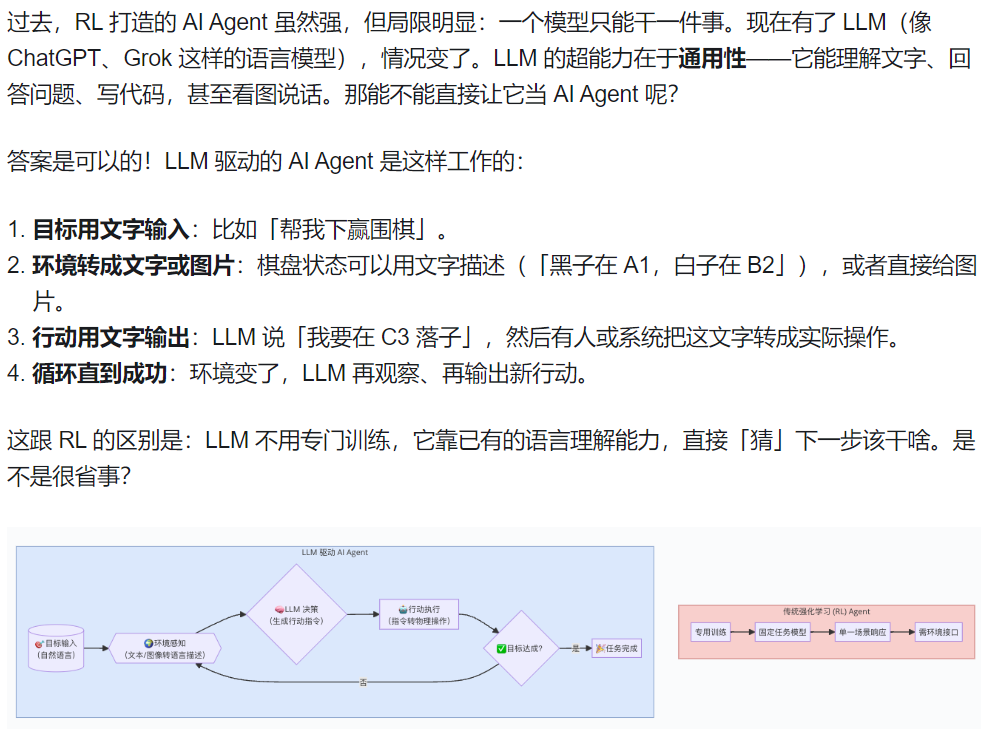 过去，RL 打造的 AI Agent 虽然强，但局限明显：一个模型只能干一件事。现在有了 LLM（像
ChatGPT、Grok 这样的语言模型），情况变了。LLM 的超能力在于通用性——它能理解文字、回
答问题、写代码，甚至看图说话。那能不能直接让它当 AI Agent 呢？
答案是可以的！LLM 驱动的 AI Agent 是这样工作的：
1. 目标用文字输入：比如「帮我下赢围棋」。
2. 环境转成文字或图片：棋盘状态可以用文字描述（「黑子在 A1，白子在 B2」），或者直接给图
片。
3. 行动用文字输出：LLM 说「我要在 C3 落子」，然后有人或系统把这文字转成实际操作。
4. 循环直到成功：环境变了，LLM 再观察、再输出新行动。
这跟 RL 的区别是：LLM 不用专门训练，它靠已有的语言理解能力，直接「猜」下一步该干啥。是
不是很省事？
LLM 驱动 AI Agent
🎯目标输入
（自然语言）
🌍环境感知
（文本/图像转语言描述）
🧠LLM 决策
（生成行动指令）
🤖行动执行
（指令转物理操作）
✅目标达成?
是
🎉任务完成
否
传统强化学习 (RL) Agent
专用训练
固定任务模型
单一场景响应
需环境接口